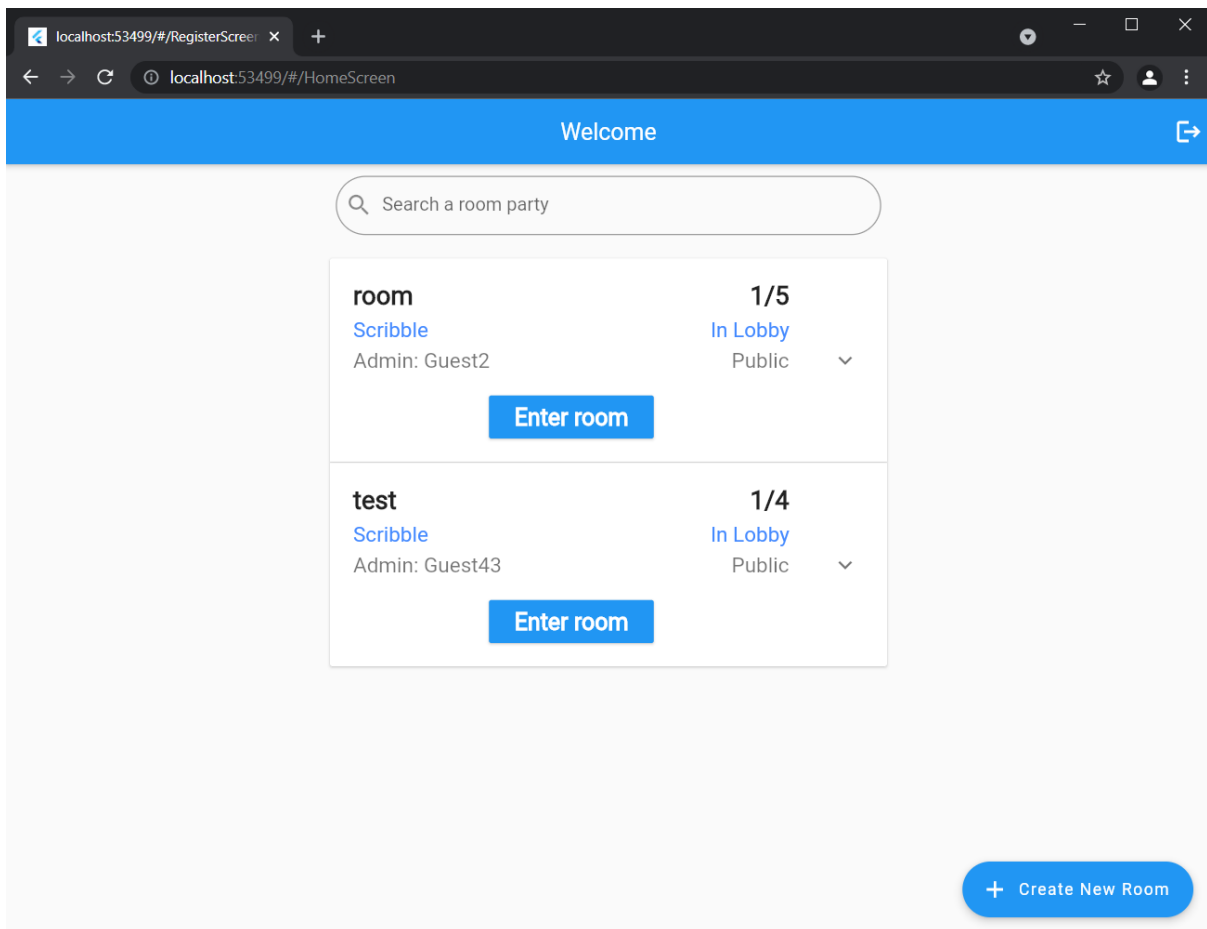 localhost:53499/#/RegisterScreen
localhost:53499/#/HomeScreen
Welcome
Search a room party
room 1/5
Scribble In Lobby
Admin: Guest2 Public
Enter room
test 1/4
Scribble In Lobby
Admin: Guest43 Public
Enter room
Create New Room